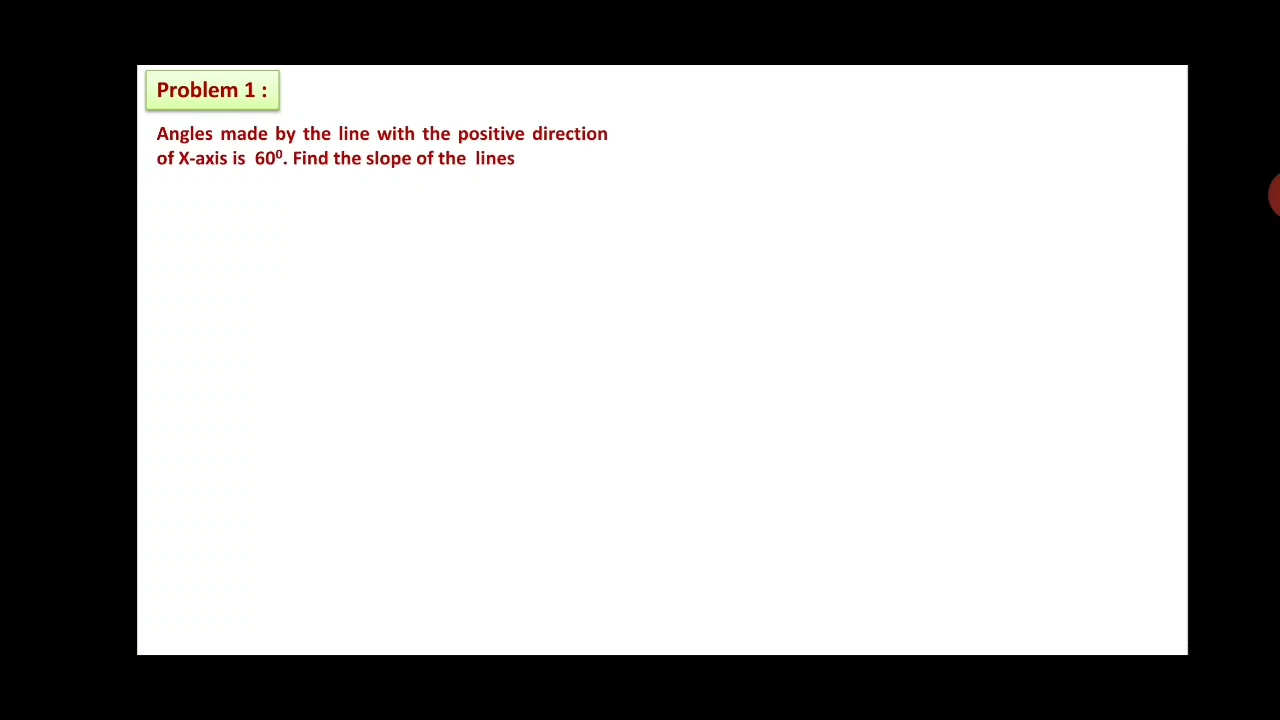 Problem 1 :
Angles made by the line with the positive direction
of X-axis is 60⁰. Find the slope of the lines